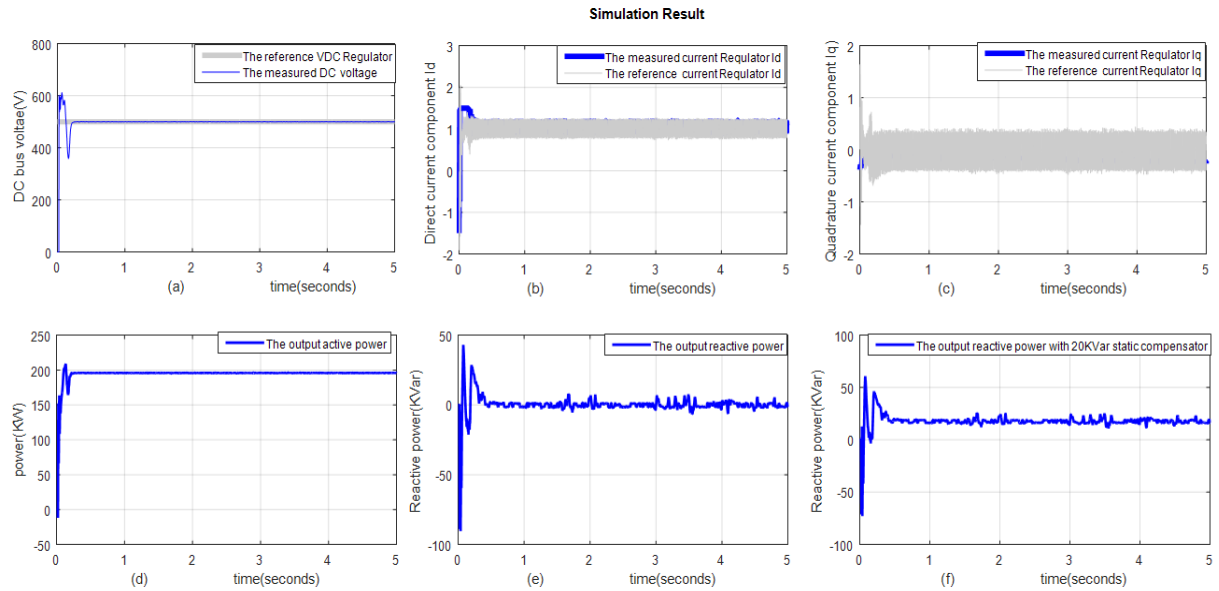 Simulation Result
800
600
400
200
0
DC bus voltae(V)
The reference VDC Regulator
The measured DC voltage
0 1 2 3 4 5
(a) time(seconds)
3
2
1
0
-1
-2
Direct current component Id
The measured current Requlator Id
The reference current Requlator Id
0 1 2 3 4 5
(b) time(seconds)
2
1
0
-1
-2
Quadrature current component Iq)
The measured current Requlator Iq
The reference current Requlator Iq
0 1 2 3 4 5
(c) time(seconds)
250
200
150
100
50
0
-50
power(KW)
The output active power
0 1 2 3 4 5
(d) time(seconds)
100
50
0
-50
-100
Reactive power(KVar)
The output reactive power
0 1 2 3 4 5
(e) time(seconds)
100
50
0
-50
-100
Reactive power(KVar)
The output reactive power with 20KVar static compensator
0 1 2 3 4 5
(f) time(seconds)